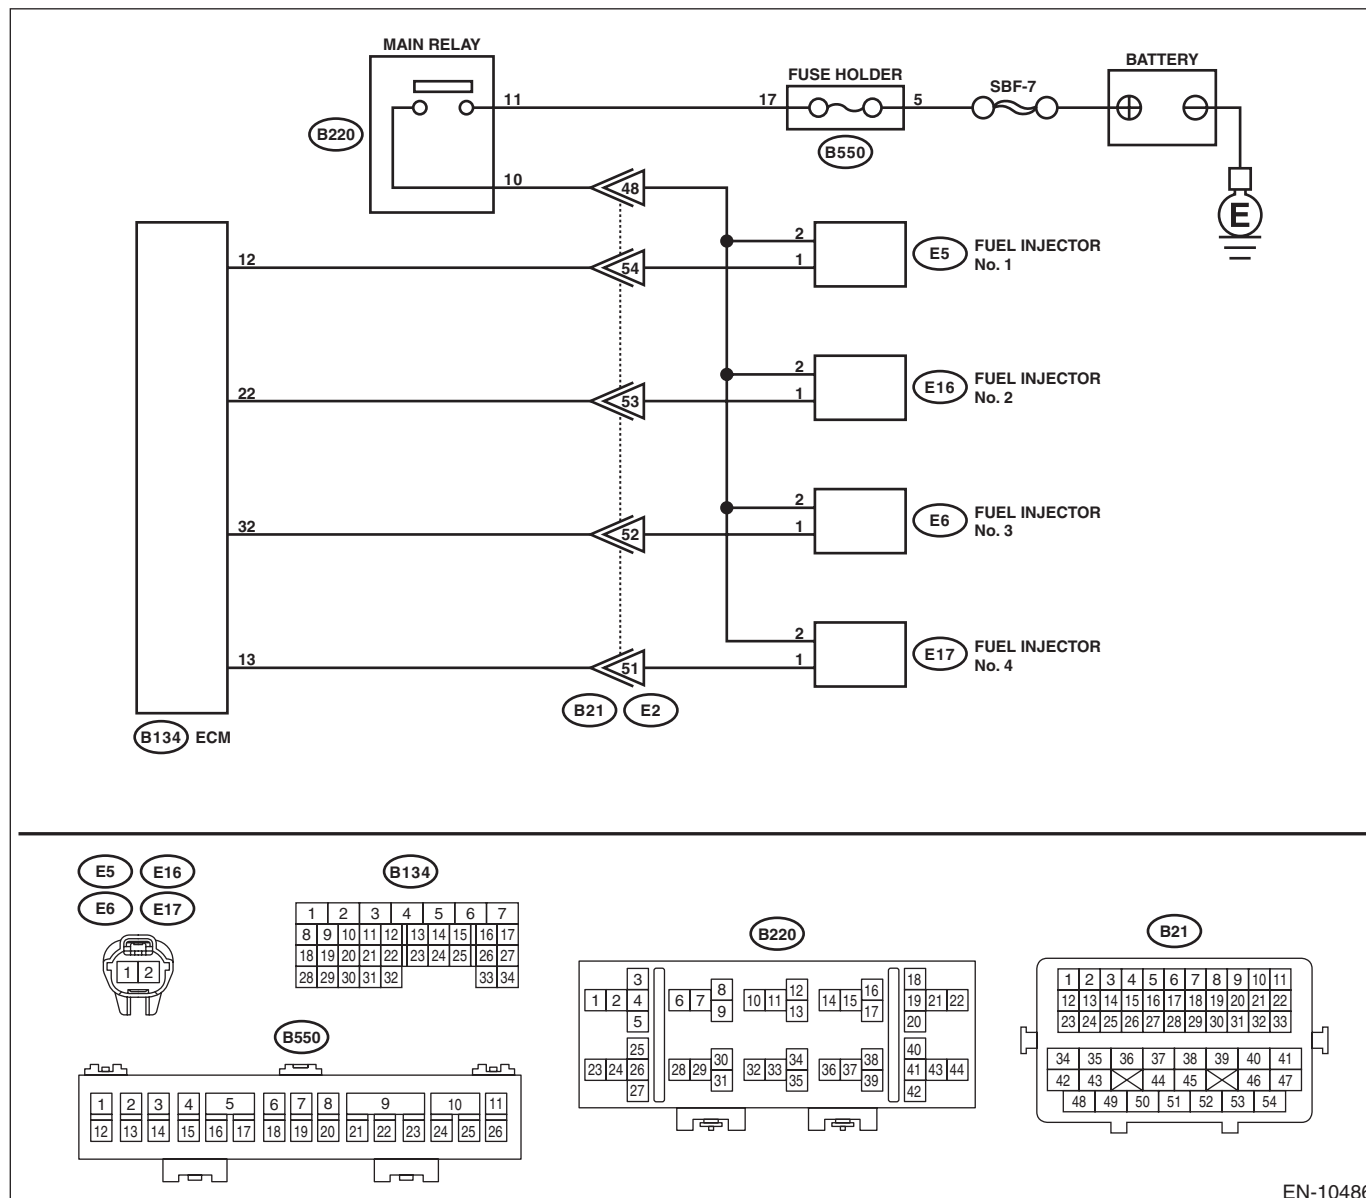 MAIN RELAY
FUSE HOLDER
SBF-7
BATTERY
11
17
5
B220
B550
10
48
E
12
54
2
1
E5
FUEL INJECTOR
No. 1
22
53
2
1
E16
FUEL INJECTOR
No. 2
32
52
2
1
E6
FUEL INJECTOR
No. 3
13
51
2
1
E17
FUEL INJECTOR
No. 4
B21 E2
B134 ECM
E5 E16
E6 E17
1 2
B134
1 2 3 4 5 6 7
8 9 10 11 12 13 14 15 16 17
18 19 20 21 22 23 24 25 26 27
28 29 30 31 32 33 34
B550
1 2 3 4 5 6 7 8 9 10 11
12 13 14 15 16 17 18 19 20 21 22 23 24 25 26
B220
3 8 12 16 18
1 2 4 6 7 9 10 11 13 14 15 17 19 21 22
5 20
25 30 34 38 40
23 24 26 28 29 31 32 33 35 36 37 39 41 43 44
27 42
B21
1 2 3 4 5 6 7 8 9 10 11
12 13 14 15 16 17 18 19 20 21 22
23 24 25 26 27 28 29 30 31 32 33
34 35 36 37 38 39 40 41
42 43 44 45 46 47
48 49 50 51 52 53 54
EN-10486